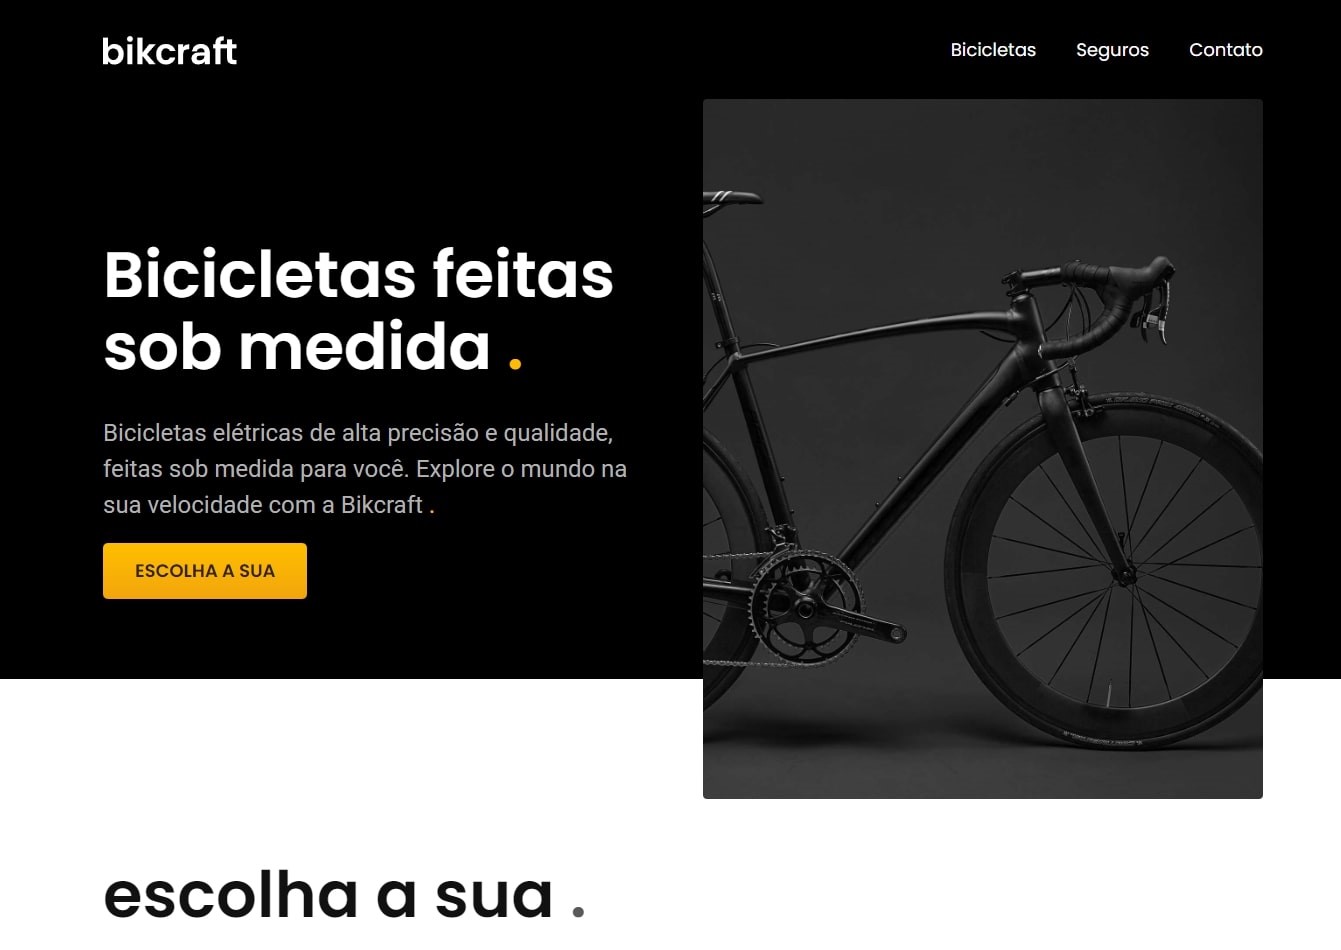 bikcraft
Bicicletas
Seguros
Contato
Bicicletas feitas
sob medida .
Bicicletas elétricas de alta precisão e qualidade,
feitas sob medida para você. Explore o mundo na
sua velocidade com a Bikcraft .
ESCOLHA A SUA
escolha a sua .